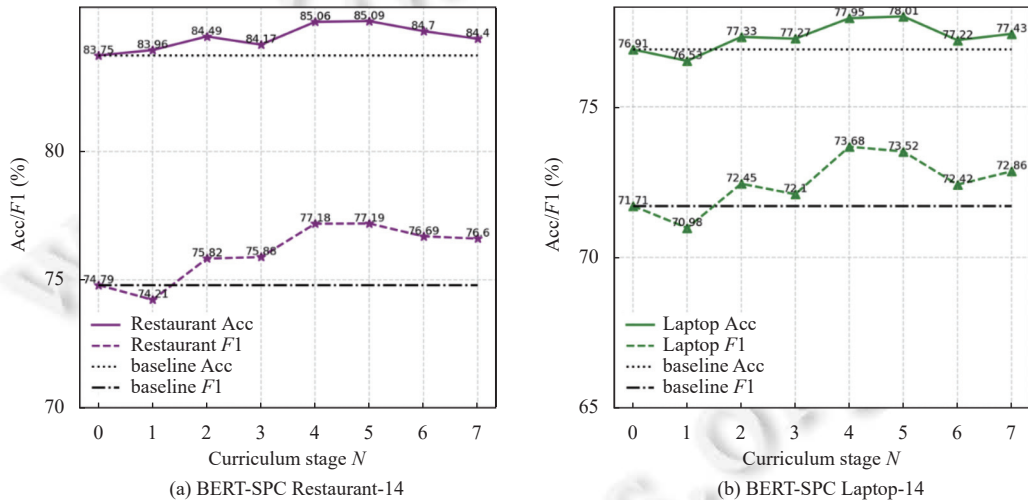 85.06
85.09
84.49
84.7
84.4
83.75
83.96
84.17
80
Acc/F1 (%)
77.18
77.19
76.69
76.6
75.82
75.88
75
74.79
74.21
Restaurant Acc
Restaurant F1
baseline Acc
baseline F1
70
0 1 2 3 4 5 6 7
Curriculum stage N
(a) BERT-SPC Restaurant-14
77.95
78.01
77.33
77.27
77.22
77.43
76.91
76.53
75
Acc/F1 (%)
73.68
73.52
72.45
72.1
72.42
72.86
71.71
70.98
70
Laptop Acc
Laptop F1
baseline Acc
baseline F1
65
0 1 2 3 4 5 6 7
Curriculum stage N
(b) BERT-SPC Laptop-14